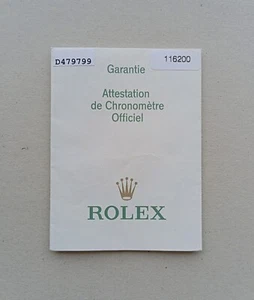 D479799 116200
Garantie
Attestation
de Chronomètre
Officiel
ROLEX